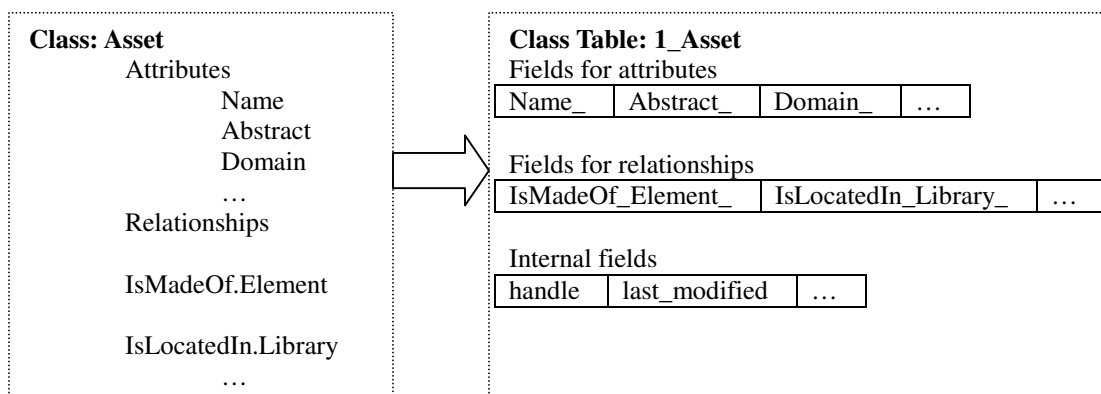 Class: Asset
Attributes
Name
Abstract
Domain
…
Relationships
IsMadeOf.Element
IsLocatedIn.Library
…
Class Table: 1_Asset
Fields for attributes
Name_ Abstract_ Domain_ …
Fields for relationships
IsMadeOf_Element_ IsLocatedIn_Library_ …
Internal fields
handle last_modified …